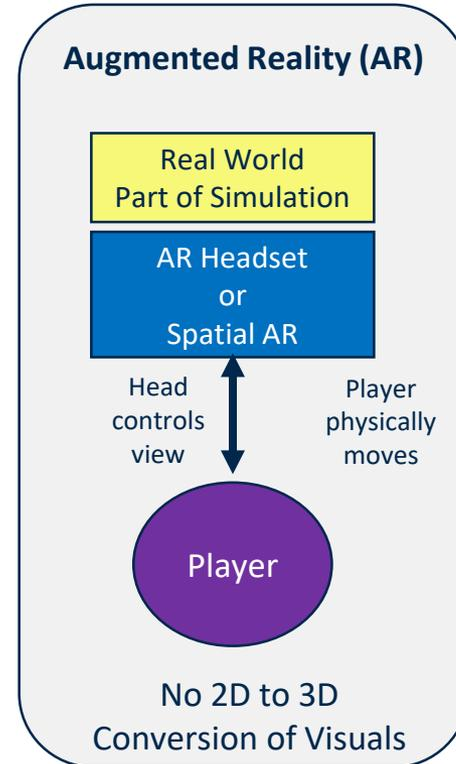 Augmented Reality (AR)
Real World
Part of Simulation
AR Headset
or
Spatial AR
Head
controls
view
Player
physically
moves
Player
No 2D to 3D
Conversion of Visuals